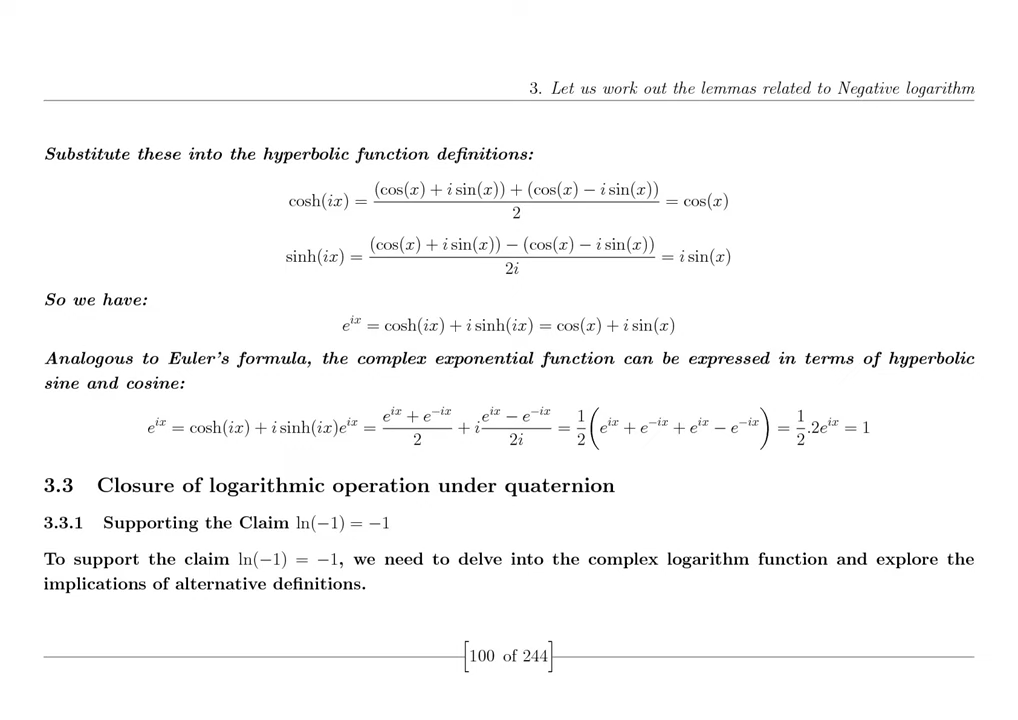 3. Let us work out the lemmas related to Negative logarithm
Substitute these into the hyperbolic function definitions:
cosh(ix) = \frac{(cos(x) + i sin(x)) + (cos(x) − i sin(x))}{2} = cos(x)
sinh(ix) = \frac{(cos(x) + i sin(x)) − (cos(x) − i sin(x))}{2i} = i sin(x)
So we have:
e^{ix} = cosh(ix) + i sinh(ix) = cos(x) + i sin(x)
Analogous to Euler's formula, the complex exponential function can be expressed in terms of hyperbolic
sine and cosine:
e^{ix} = cosh(ix) + i sinh(ix)e^{ix} = \frac{e^{ix} + e^{−ix}}{2} + i\frac{e^{ix} − e^{−ix}}{2i} = \frac{1}{2}(e^{ix} + e^{−ix} + e^{ix} − e^{−ix}) = \frac{1}{2}.2e^{ix} = 1
3.3 Closure of logarithmic operation under quaternion
3.3.1 Supporting the Claim ln(−1) = −1
To support the claim ln(−1) = −1, we need to delve into the complex logarithm function and explore the
implications of alternative definitions.
[100 of 244]